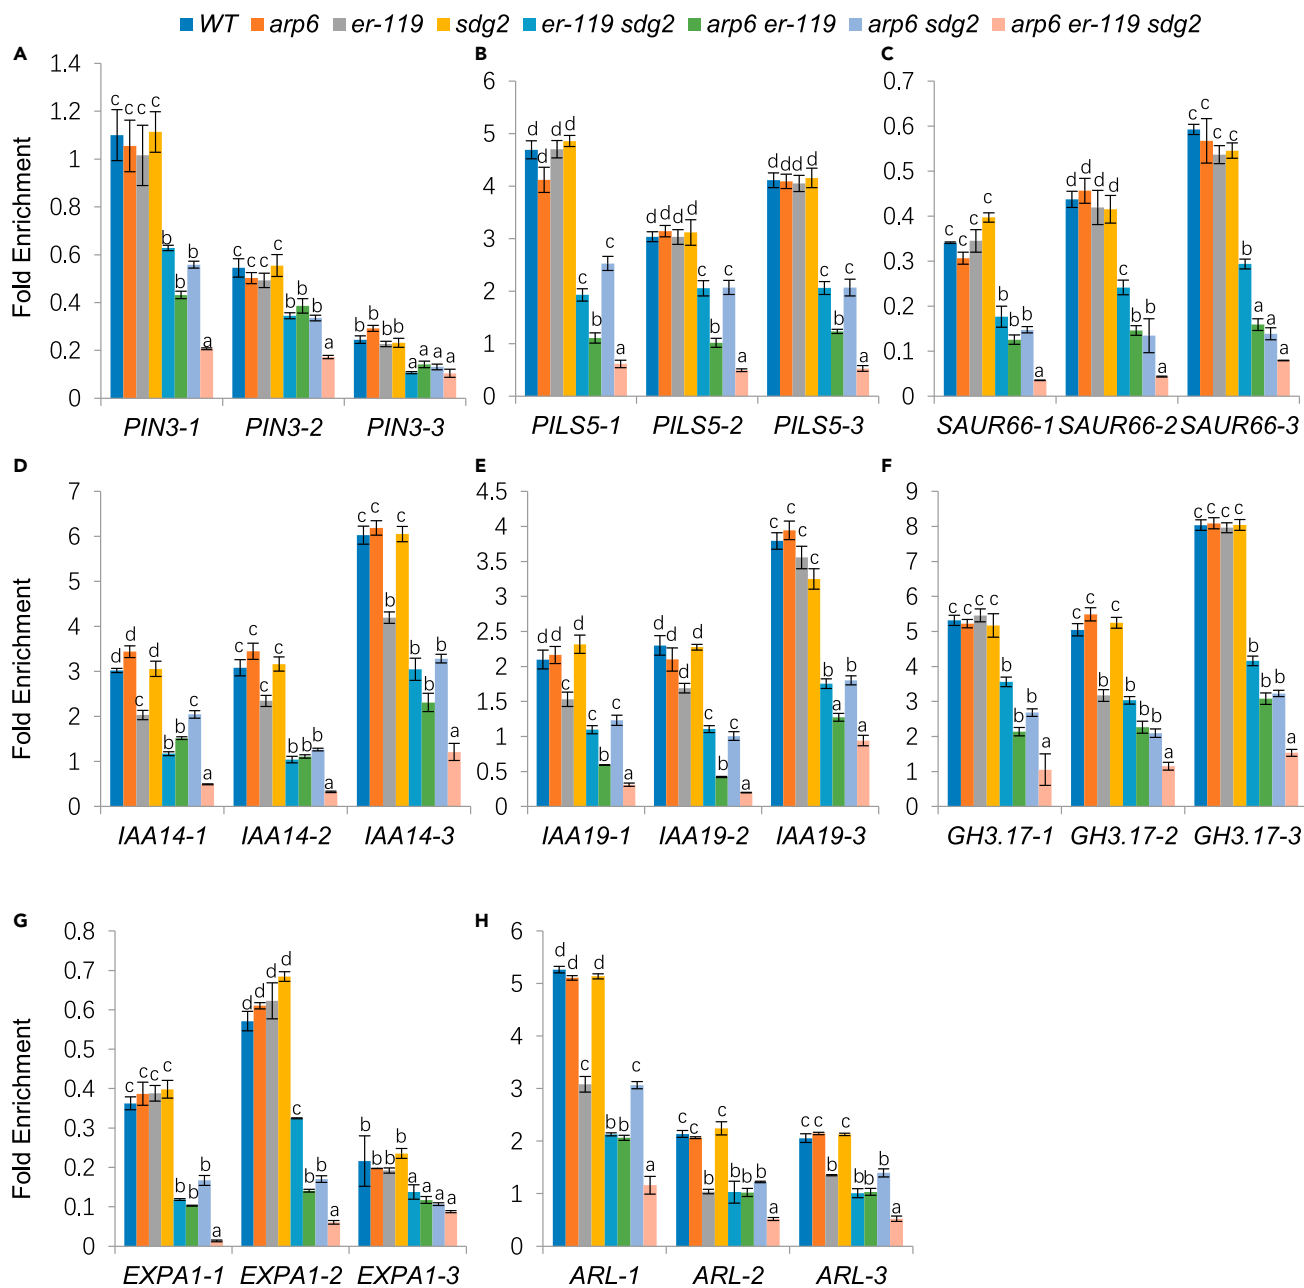 WT arp6 er-119 sdg2 er-119 sdg2 arp6 er-119 arp6 sdg2 arp6 er-119 sdg2
A B C
Fold Enrichment
1.4
1.2
1
0.8
0.6
0.4
0.2
0
c c c c b b b a
c c c c b b b a
b b b b a a a a
PIN3-1 PIN3-2 PIN3-3
6
5
4
3
2
1
0
d d d d c b c a
d d d d c b c a
d d d d c b c a
PILS5-1 PILS5-2 PILS5-3
0.7
0.6
0.5
0.4
0.3
0.2
0.1
0
c c c c b b b a
d d d d c b b a
c c c c b a a a
SAUR66-1 SAUR66-2 SAUR66-3
D E F
Fold Enrichment
7
6
5
4
3
2
1
0
d d c d b b c a
c c b c b b b a
c c b c b b b a
IAA14-1 IAA14-2 IAA14-3
4.5
4
3.5
3
2.5
2
1.5
1
0.5
0
d d c d c b c a
d d d d c b c a
c c c c b a b a
IAA19-1 IAA19-2 IAA19-3
9
8
7
6
5
4
3
2
1
0
c c c c b b b a
c c b c b b b a
c c c c b b b a
GH3.17-1 GH3.17-2 GH3.17-3
G H
Fold Enrichment
0.8
0.7
0.6
0.5
0.4
0.3
0.2
0.1
0
c c c c b b b a
d d d d c b b a
b b b b a a a a
EXPA1-1 EXPA1-2 EXPA1-3
6
5
4
3
2
1
0
d d c d b b c a
c c b c b b b a
c c b c b b b a
ARL-1 ARL-2 ARL-3